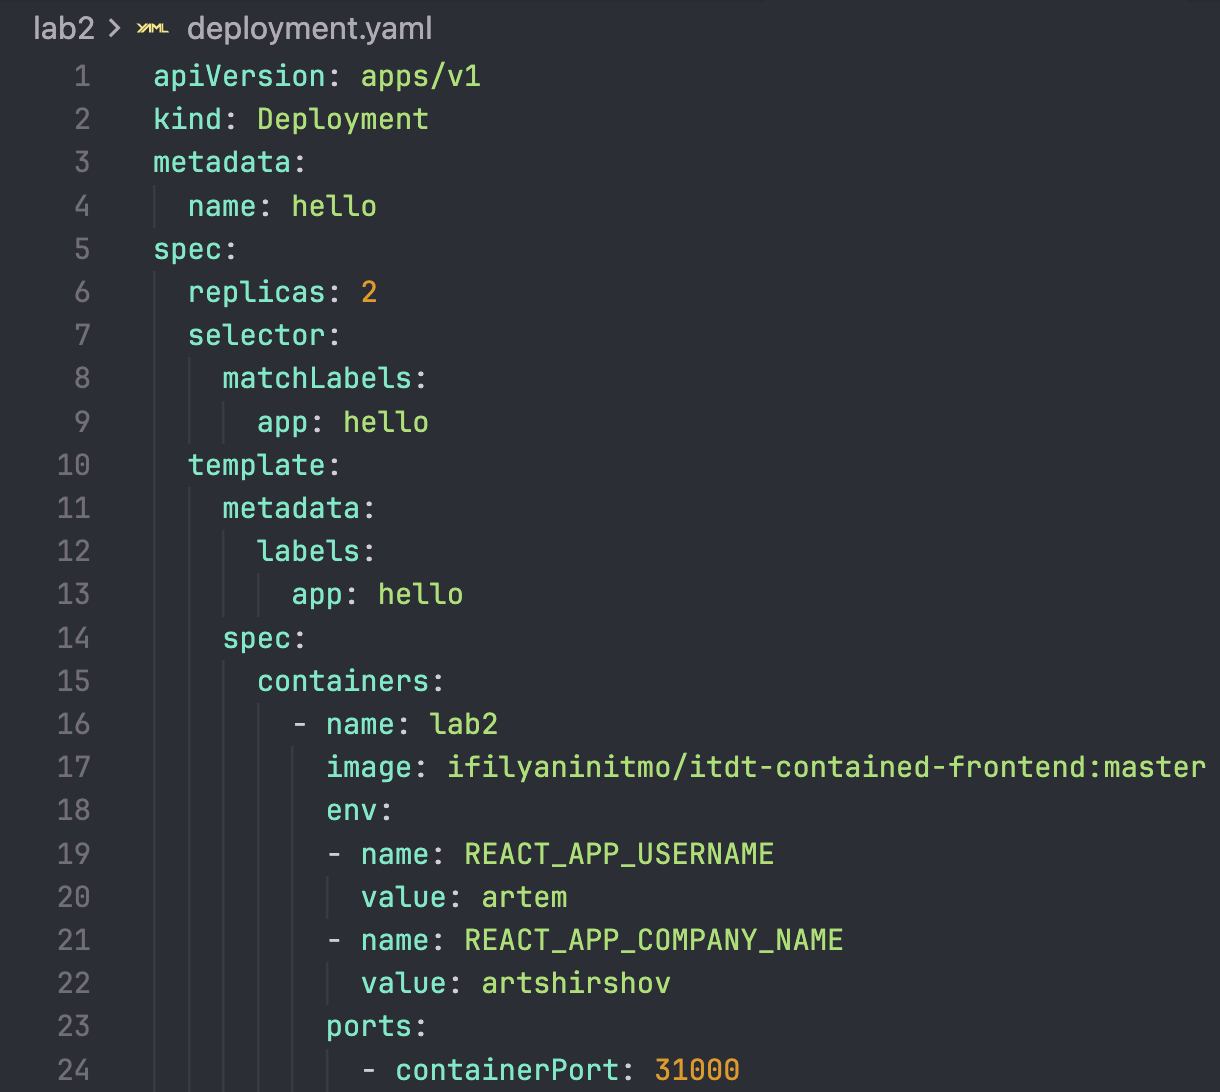 lab2 > YAML deployment.yaml
1 apiVersion: apps/v1
2 kind: Deployment
3 metadata:
4   name: hello
5 spec:
6   replicas: 2
7   selector:
8     matchLabels:
9       app: hello
10   template:
11     metadata:
12       labels:
13         app: hello
14     spec:
15       containers:
16         - name: lab2
17           image: ifilyaninitmo/itdt-contained-frontend:master
18           env:
19           - name: REACT_APP_USERNAME
20             value: artem
21           - name: REACT_APP_COMPANY_NAME
22             value: artshirshov
23           ports:
24             - containerPort: 31000